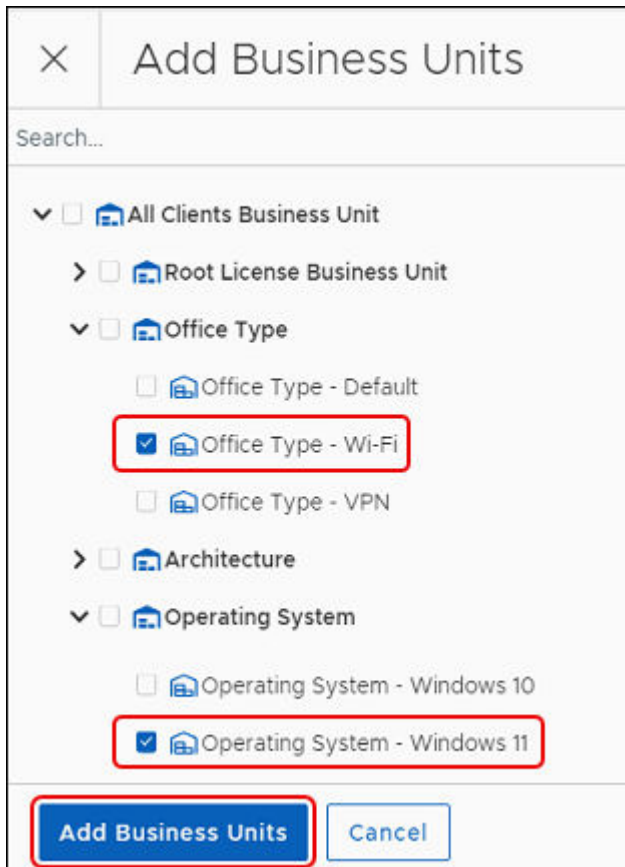 Add Business Units
Search...
All Clients Business Unit
Root License Business Unit
Office Type
Office Type - Default
Office Type - Wi-Fi
Office Type - VPN
Architecture
Operating System
Operating System - Windows 10
Operating System - Windows 11
Add Business Units Cancel